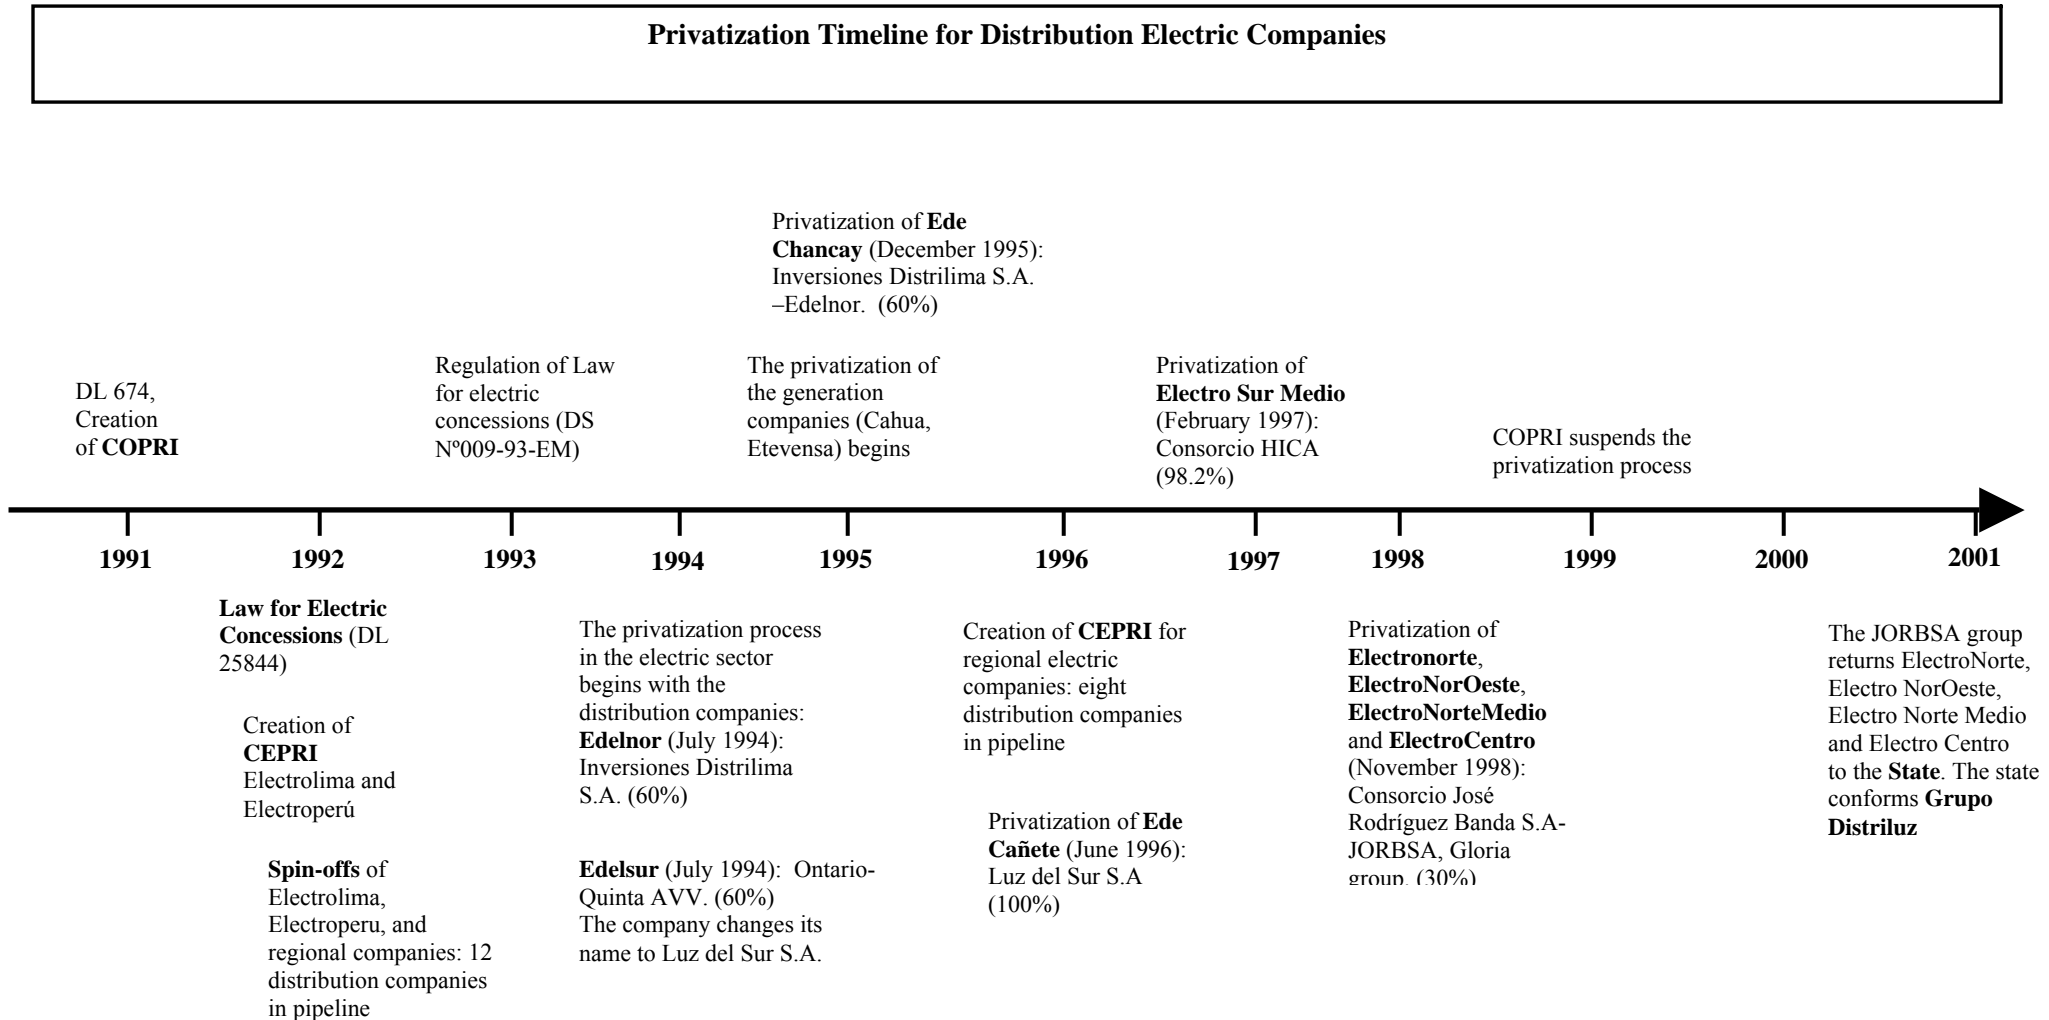 Privatization Timeline for Distribution Electric Companies
Privatization of Ede
Chancay (December 1995):
Inversiones Distrilima S.A.
–Edelnor.  (60%)
DL 674,
Creation
of COPRI
Regulation of Law
for electric
concessions (DS
Nº009-93-EM)
The privatization of
the generation
companies (Cahua,
Etevensa) begins
Privatization of
Electro Sur Medio
(February 1997):
Consorcio HICA
(98.2%)
COPRI suspends the
privatization process
1991 1992 1993 1994 1995 1996 1997 1998 1999 2000 2001
Law for Electric
Concessions (DL
25844)
Creation of
CEPRI
Electrolima and
Electroperú
Spin-offs of
Electrolima,
Electroperu, and
regional companies: 12
distribution companies
in pipeline
The privatization process
in the electric sector
begins with the
distribution companies:
Edelnor (July 1994):
Inversiones Distrilima
S.A. (60%)
Edelsur (July 1994):  Ontario-
Quinta AVV. (60%)
The company changes its
name to Luz del Sur S.A.
Creation of CEPRI for
regional electric
companies: eight
distribution companies
in pipeline
Privatization of Ede
Cañete (June 1996):
Luz del Sur S.A
(100%)
Privatization of
Electronorte,
ElectroNorOeste,
ElectroNorteMedio
and ElectroCentro
(November 1998):
Consorcio José
Rodríguez Banda S.A-
JORBSA, Gloria
group. (30%)
The JORBSA group
returns ElectroNorte,
Electro NorOeste,
Electro Norte Medio
and Electro Centro
to the State. The state
conforms Grupo
Distriluz